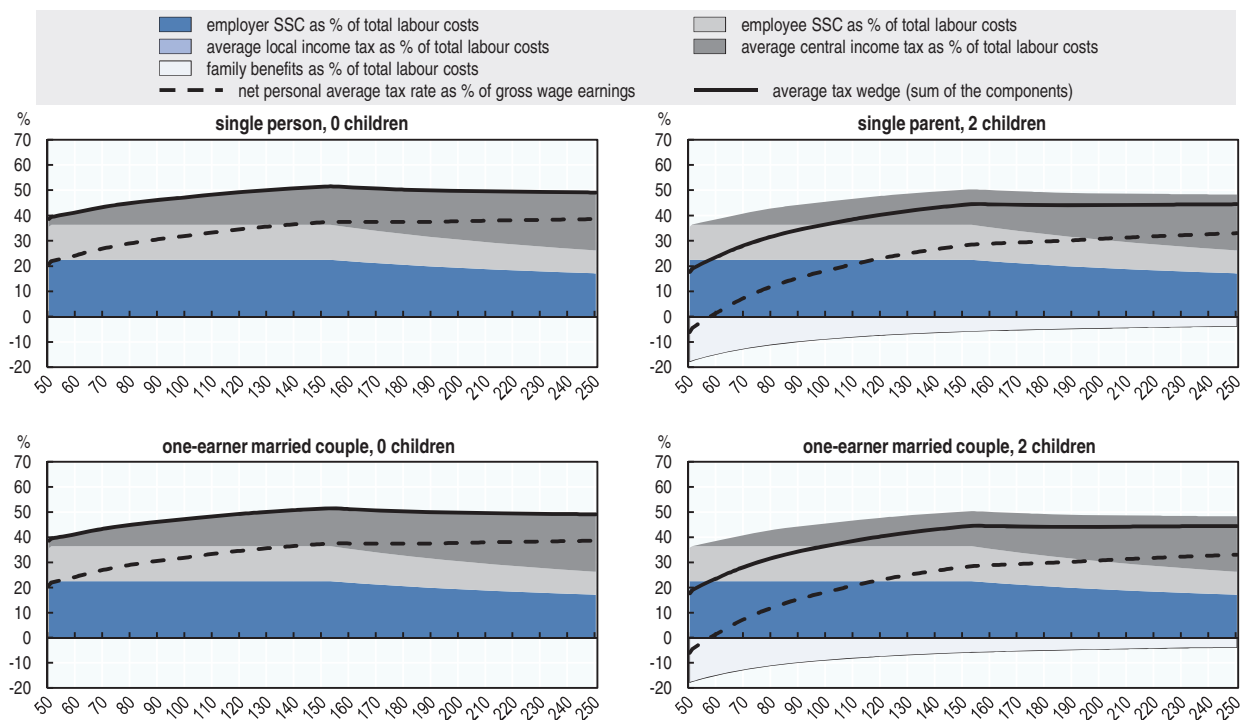 employer SSC as % of total labour costs
employee SSC as % of total labour costs
average local income tax as % of total labour costs
average central income tax as % of total labour costs
family benefits as % of total labour costs
net personal average tax rate as % of gross wage earnings
average tax wedge (sum of the components)
%
single person, 0 children
70
60
50
40
30
20
10
0
-10
-20
50 60 70 80 90 100 110 120 130 140 150 160 170 180 190 200 210 220 230 240 250
%
single parent, 2 children
70
60
50
40
30
20
10
0
-10
-20
50 60 70 80 90 100 110 120 130 140 150 160 170 180 190 200 210 220 230 240 250
%
one-earner married couple, 0 children
70
60
50
40
30
20
10
0
-10
-20
50 60 70 80 90 100 110 120 130 140 150 160 170 180 190 200 210 220 230 240 250
%
one-earner married couple, 2 children
70
60
50
40
30
20
10
0
-10
-20
50 60 70 80 90 100 110 120 130 140 150 160 170 180 190 200 210 220 230 240 250